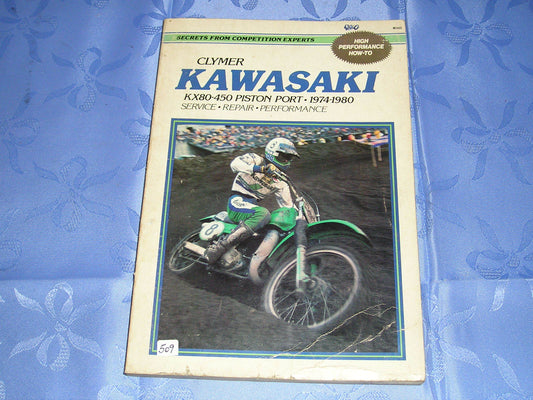 SECRETS FROM COMPETITION EXPERTS
HIGH
PERFORMANCE
HOW-TO
CLYMER
KAWASAKI
KX80-450 PISTON PORT • 1974-1980
SERVICE • REPAIR • PERFORMANCE
8
509